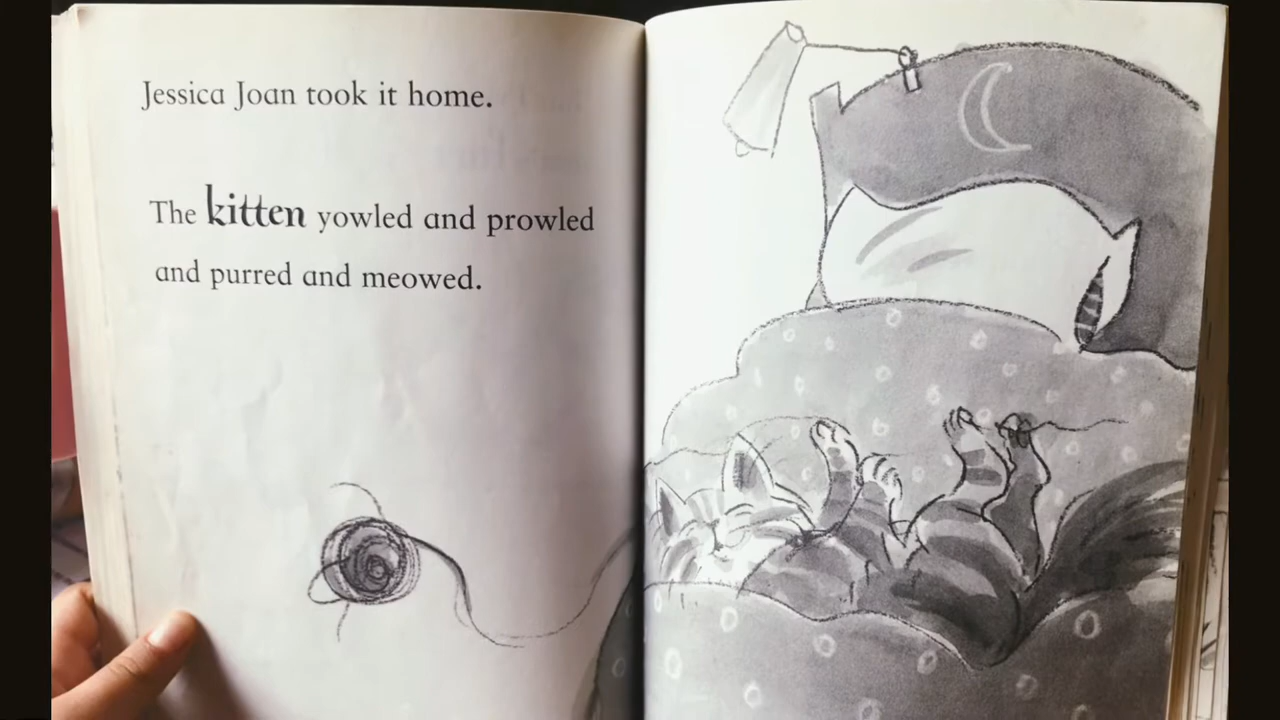 Jessica Joan took it home.
The kitten yowled and prowled
and purred and meowed.